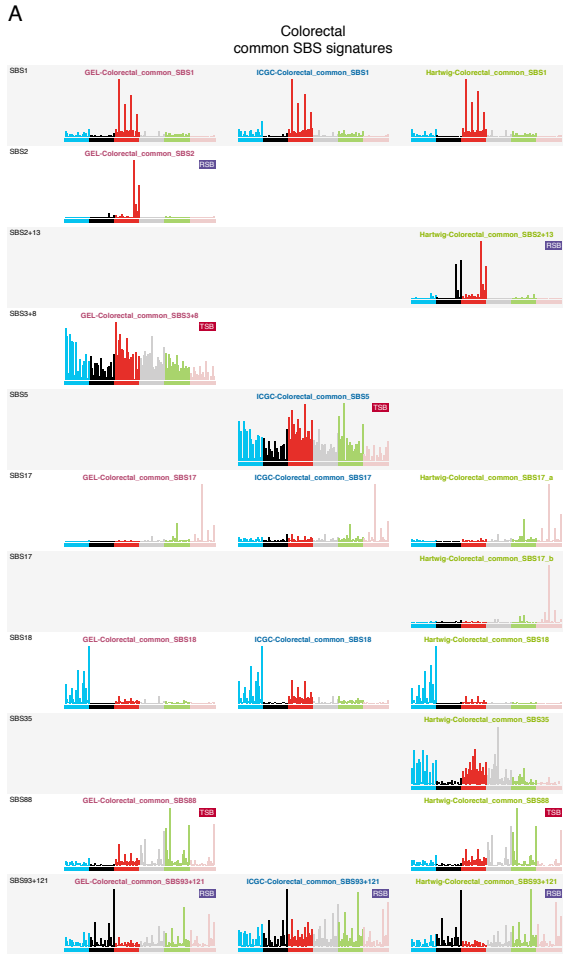 A
Colorectal
common SBS signatures
SBS1
GEL-Colorectal_common_SBS1
ICGC-Colorectal_common_SBS1
Hartwig-Colorectal_common_SBS1
SBS2
GEL-Colorectal_common_SBS2
RSB
SBS2+13
Hartwig-Colorectal_common_SBS2+13
RSB
SBS3+8
GEL-Colorectal_common_SBS3+8
TSB
SBS5
ICGC-Colorectal_common_SBS5
TSB
SBS17
GEL-Colorectal_common_SBS17
ICGC-Colorectal_common_SBS17
Hartwig-Colorectal_common_SBS17_a
SBS17
Hartwig-Colorectal_common_SBS17_b
SBS18
GEL-Colorectal_common_SBS18
ICGC-Colorectal_common_SBS18
Hartwig-Colorectal_common_SBS18
SBS35
Hartwig-Colorectal_common_SBS35
SBS88
GEL-Colorectal_common_SBS88
TSB
Hartwig-Colorectal_common_SBS88
TSB
SBS93+121
GEL-Colorectal_common_SBS93+121
RSB
ICGC-Colorectal_common_SBS93+121
RSB
Hartwig-Colorectal_common_SBS93+121
RSB